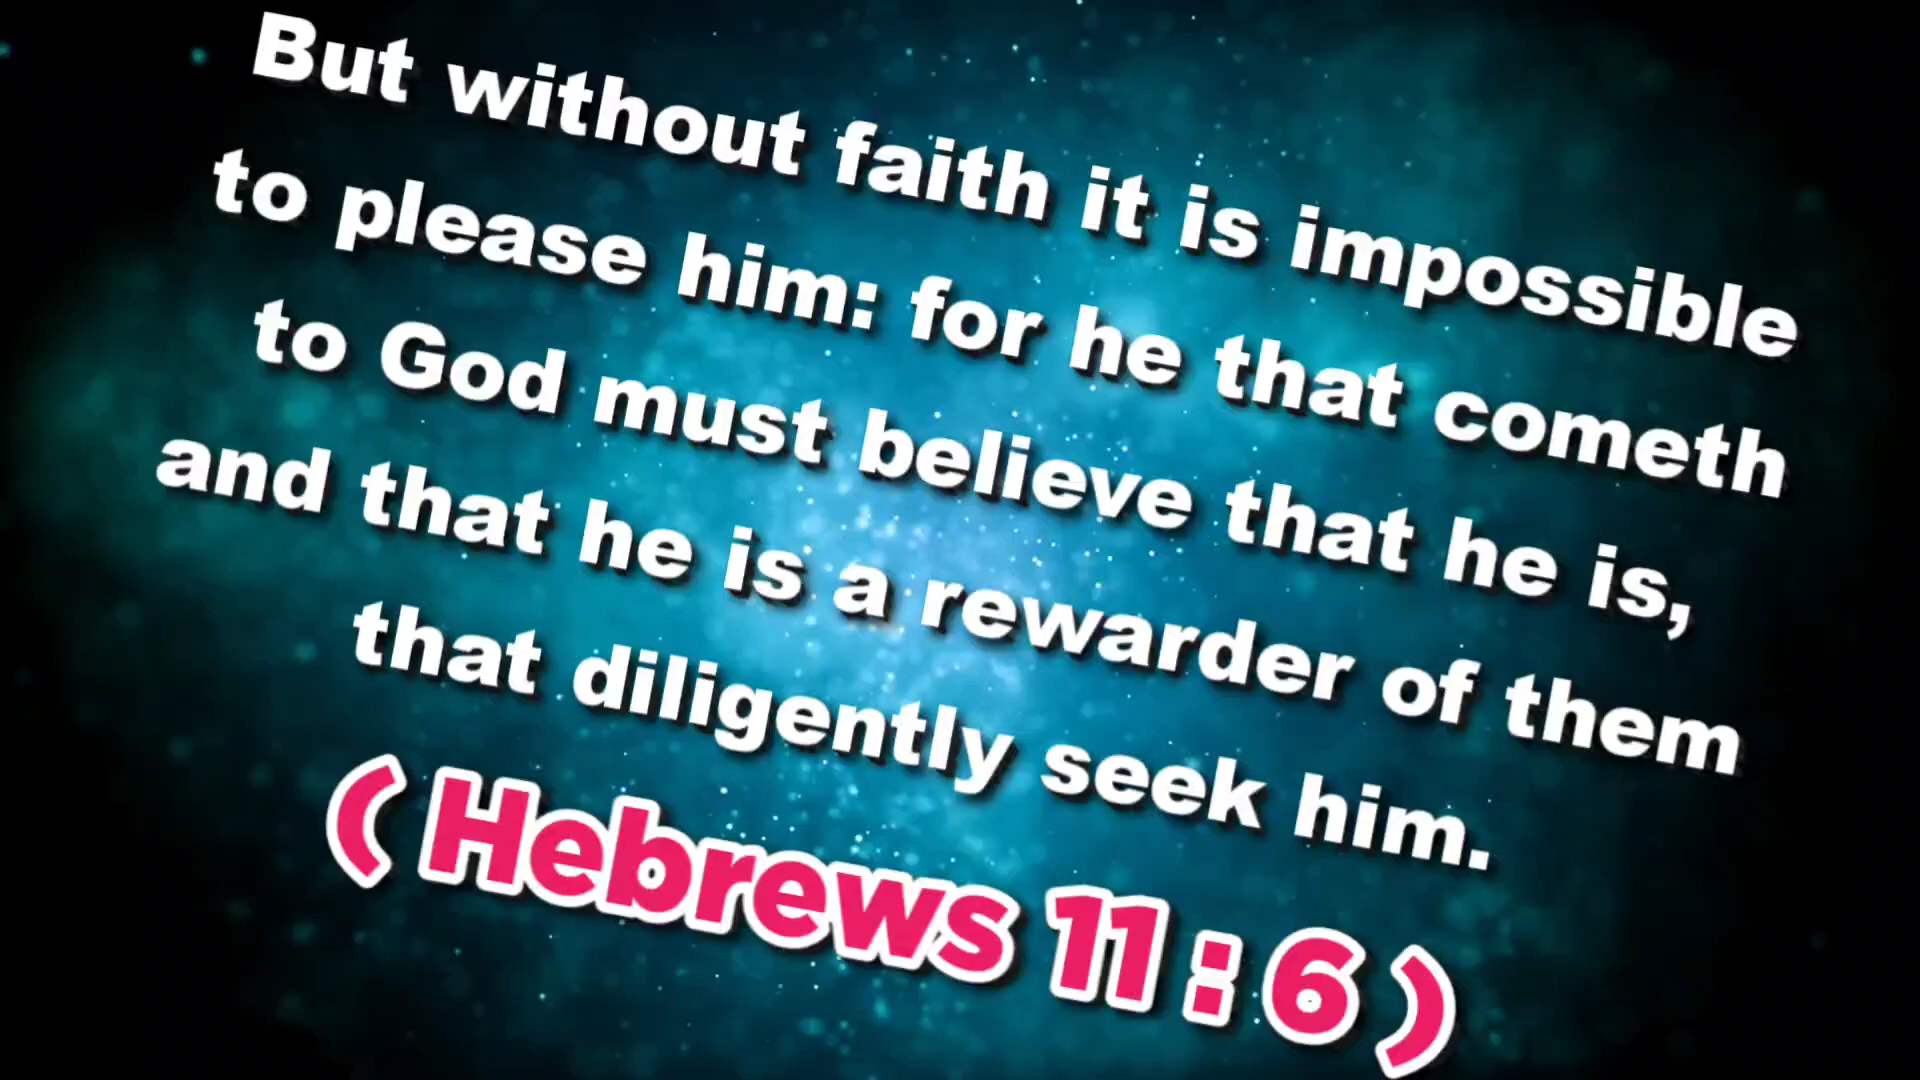 But without faith it is impossible
to please him: for he that cometh
to God must believe that he is,
and that he is a rewarder of them
that diligently seek him.
( Hebrews 11 : 6 )